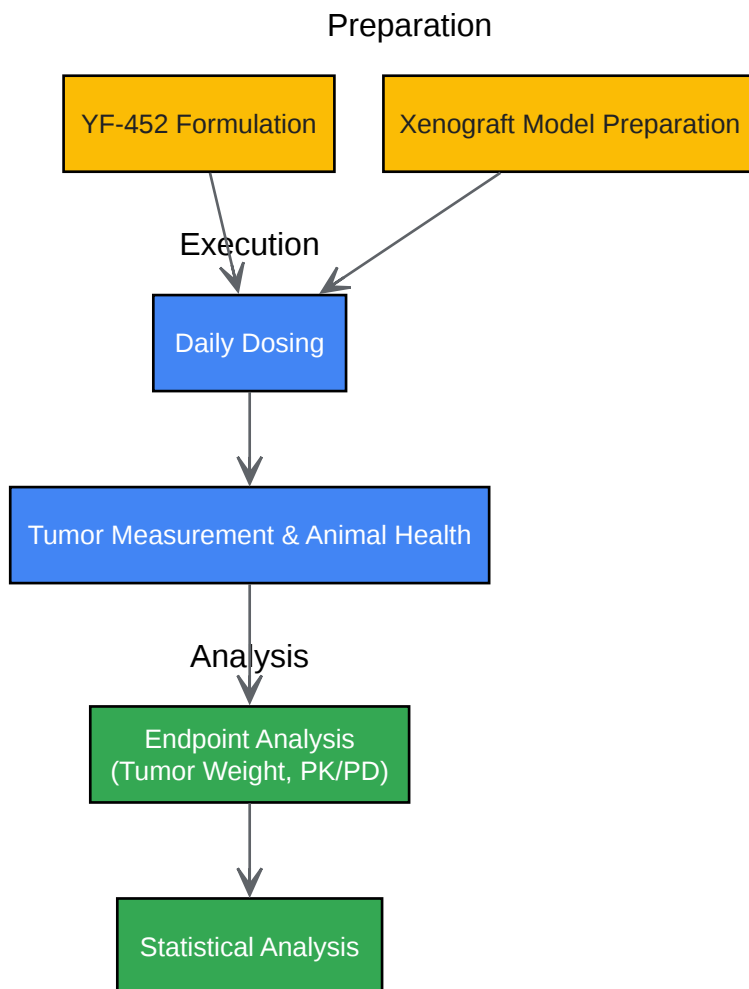 Preparation
YF-452 Formulation
Xenograft Model Preparation
Execution
Daily Dosing
Tumor Measurement & Animal Health
Analysis
Endpoint Analysis
(Tumor Weight, PK/PD)
Statistical Analysis